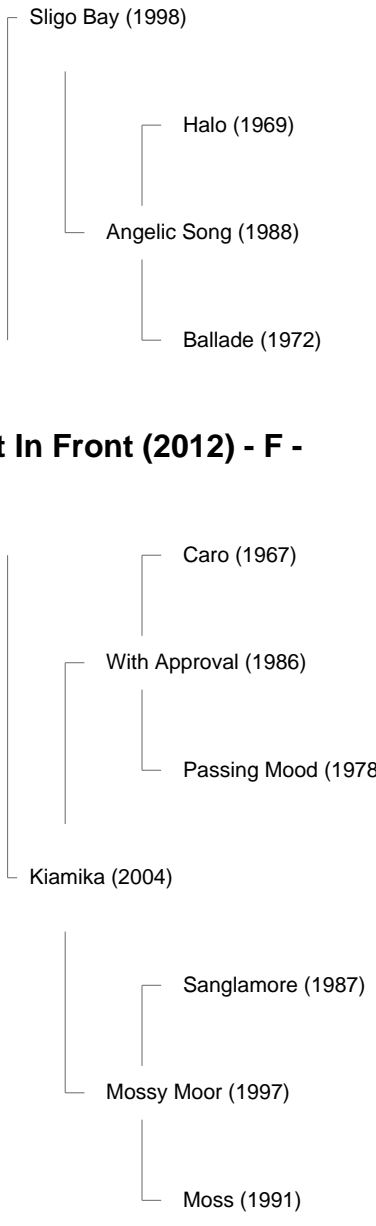 Sligo Bay (1998)
Halo (1969)
Angelic Song (1988)
Ballade (1972)
t In Front (2012) - F -
Caro (1967)
With Approval (1986)
Passing Mood (1978
Kiamika (2004)
Sanglamore (1987)
Mossy Moor (1997)
Moss (1991)